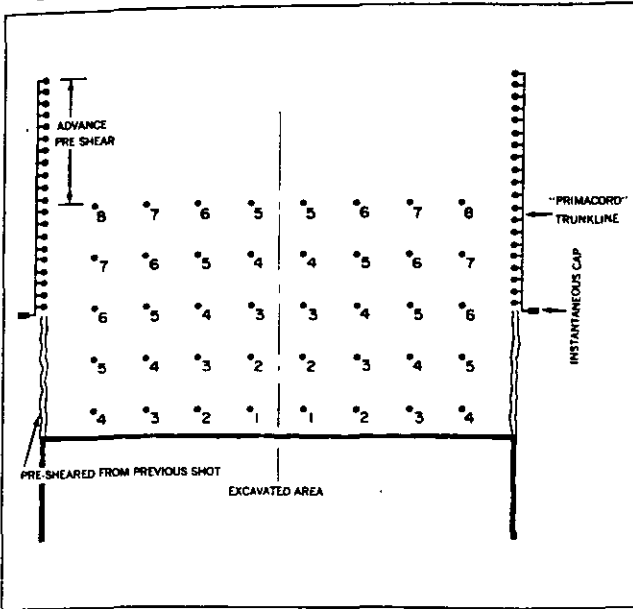 ADVANCE
PRE SHEAR
"PRIMACORD"
TRUNKLINE
8 7 6 5 5 6 7 8
7 6 5 4 4 5 6 7
INSTANTANEOUS CAP
6 5 4 3 3 4 5 6
5 4 3 2 2 3 4 5
4 3 2 1 1 2 3 4
PRE-SHEARED FROM PREVIOUS SHOT
EXCAVATED AREA